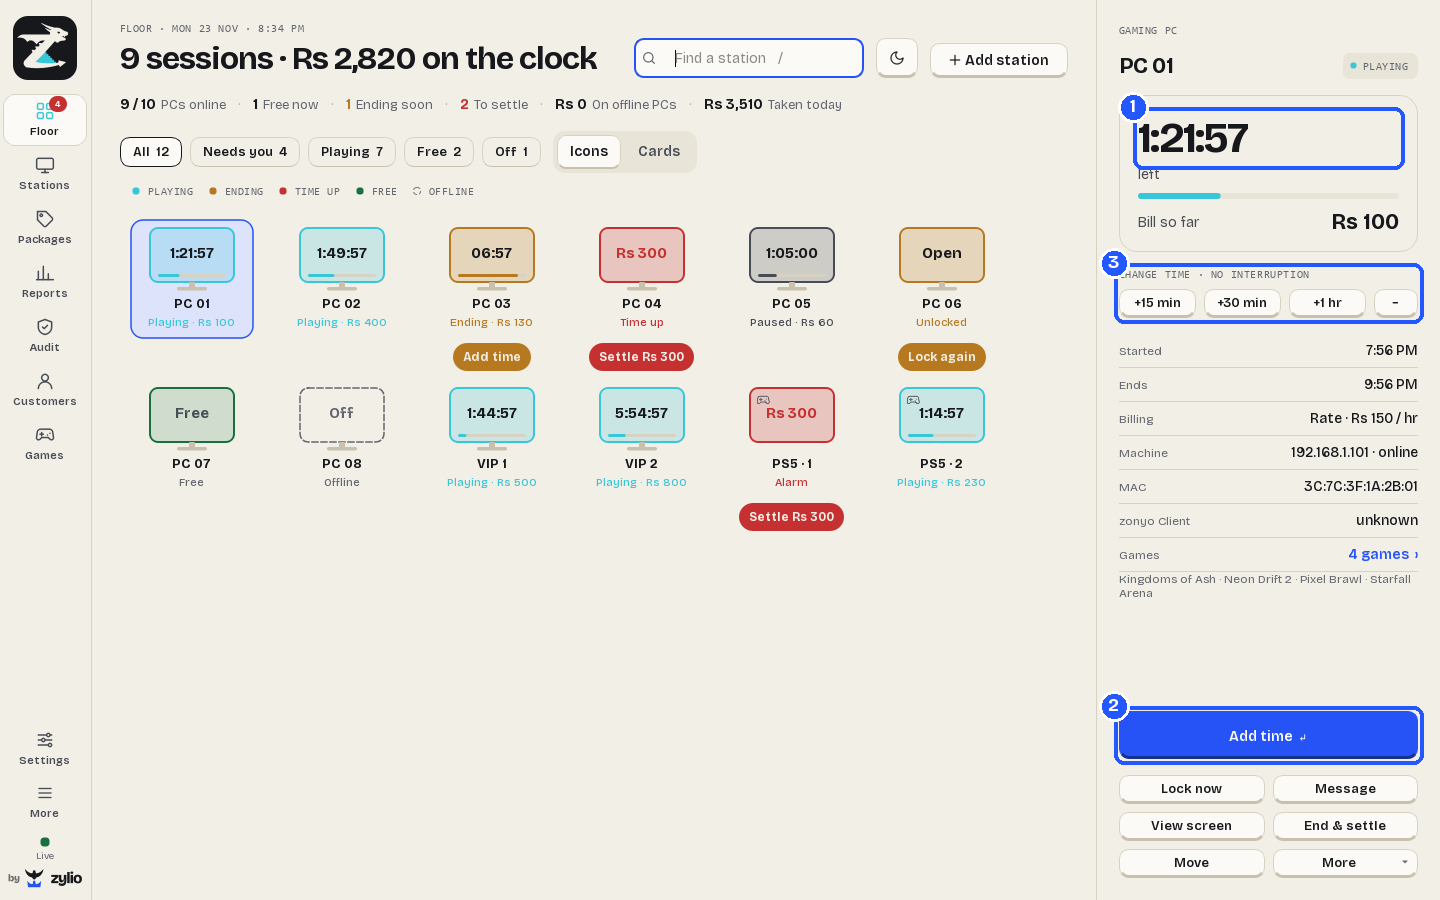 FLOOR · MON 23 NOV · 8:34 PM
9 sessions · Rs 2,820 on the clock
Find a station /
+ Add station
9 / 10 PCs online · 1 Free now · 1 Ending soon · 2 To settle · Rs 0 On offline PCs · Rs 3,510 Taken today
All 12 Needs you 4 Playing 7 Free 2 Off 1 Icons Cards
PLAYING ENDING TIME UP FREE OFFLINE
1:21:57 1:49:57 06:57 Rs 300 1:05:00 Open
PC 01 PC 02 PC 03 PC 04 PC 05 PC 06
Playing · Rs 100 Playing · Rs 400 Ending · Rs 130 Time up Paused · Rs 60 Unlocked
Add time Settle Rs 300 Lock again
Free Off 1:44:57 5:54:57 Rs 300 1:14:57
PC 07 PC 08 VIP 1 VIP 2 PS5 · 1 PS5 · 2
Free Offline Playing · Rs 500 Playing · Rs 800 Alarm Playing · Rs 230
Settle Rs 300
4
Floor
Stations
Packages
Reports
Audit
Customers
Games
Settings
More
Live
by zylio
GAMING PC
PC 01 PLAYING
1
1:21:57
left
Bill so far Rs 100
3
CHANGE TIME · NO INTERRUPTION
+15 min +30 min +1 hr –
Started 7:56 PM
Ends 9:56 PM
Billing Rate · Rs 150 / hr
Machine 192.168.1.101 · online
MAC 3C:7C:3F:1A:2B:01
zonyo Client unknown
Games 4 games ›
Kingdoms of Ash · Neon Drift 2 · Pixel Brawl · Starfall
Arena
2
Add time ↲
Lock now Message
View screen End & settle
Move More